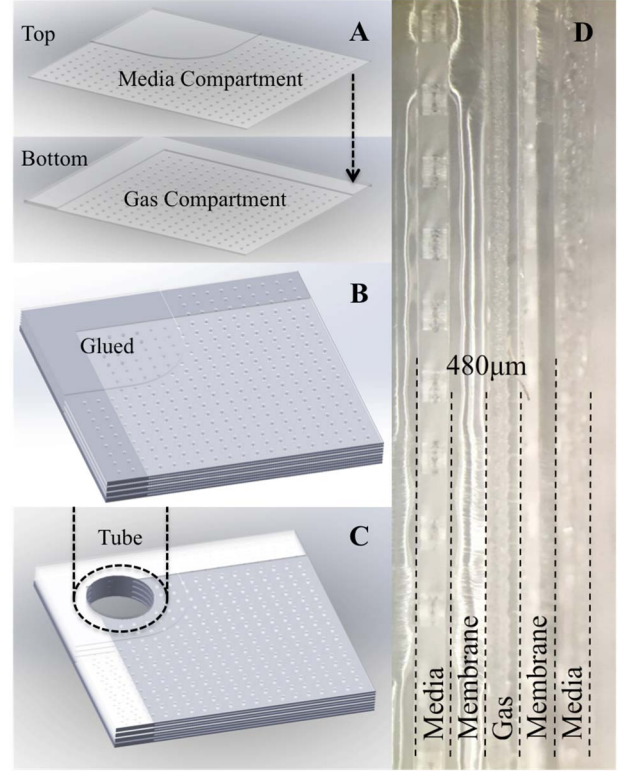 Top
A
Media Compartment
Bottom
Gas Compartment
B
Glued
C
Tube
D
480µm
Media
Membrane
Gas
Membrane
Media